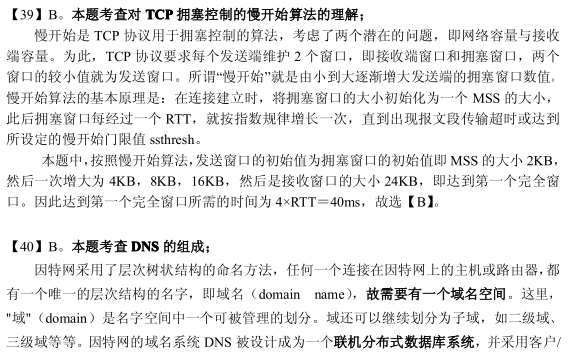 【39】B。本题考查对 TCP 拥塞控制的慢开始算法的理解；
慢开始是 TCP 协议用于拥塞控制的算法，考虑了两个潜在的问题，即网络容量与接收
端容量。为此，TCP 协议要求每个发送端维护 2 个窗口，即接收端窗口和拥塞窗口，两个
窗口的较小值就为发送窗口。所谓“慢开始”就是由小到大逐渐增大发送端的拥塞窗口数值。
慢开始算法的基本原理是：在连接建立时，将拥塞窗口的大小初始化为一个 MSS 的大小，
此后拥塞窗口每经过一个 RTT，就按指数规律增长一次，直到出现报文段传输超时或达到
所设定的慢开始门限值 ssthresh。
本题中，按照慢开始算法，发送窗口的初始值为拥塞窗口的初始值即 MSS 的大小 2KB，
然后一次增大为 4KB，8KB，16KB，然后是接收窗口的大小 24KB，即达到第一个完全窗
口。因此达到第一个完全窗口所需的时间为 4×RTT＝40ms，故选【B】。
【40】B。本题考查 DNS 的组成；
因特网采用了层次树状结构的命名方法，任何一个连接在因特网上的主机或路由器，都
有一个唯一的层次结构的名字，即域名（domain name），故需要有一个域名空间。这里，
"域"（domain）是名字空间中一个可被管理的划分。域还可以继续划分为子域，如二级域、
三级域等等。因特网的域名系统 DNS 被设计成为一个联机分布式数据库系统，并采用客户/